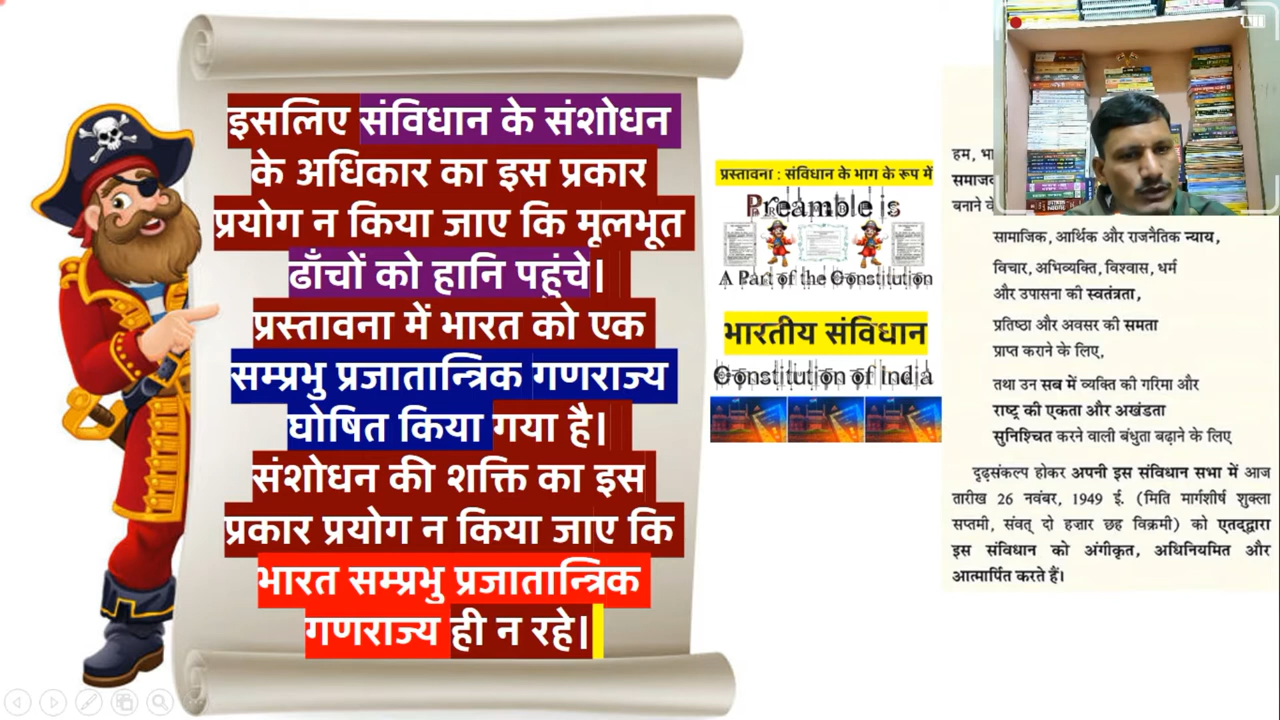 इसलिए संविधान के संशोधन
के अधिकार का इस प्रकार
प्रयोग न किया जाए कि मूलभूत
ढाँचों को हानि पहुंचे।
प्रस्तावना में भारत को एक
सम्प्रभु प्रजातान्त्रिक गणराज्य
घोषित किया गया है।
संशोधन की शक्ति का इस
प्रकार प्रयोग न किया जाए कि
भारत सम्प्रभु प्रजातान्त्रिक
गणराज्य ही न रहे।
प्रस्तावना : संविधान के भाग के रूप में
Preamble is
A Part of the Constitution
भारतीय संविधान
Constitution of India
हम,
बनाने
सामाजिक, आर्थिक और राजनैतिक न्याय,
विचार, अभिव्यक्ति, विश्वास, धर्म
और उपासना की स्वतंत्रता,
प्रतिष्ठा और अवसर की समता
प्राप्त कराने के लिए,
तथा उन सब में व्यक्ति की गरिमा और
राष्ट्र की एकता और अखंडता
सुनिश्चित करने वाली बंधुता बढ़ाने के लिए
दृढ़संकल्प होकर अपनी इस संविधान सभा में आज
तारीख 26 नवंबर, 1949 ई. (मिति मार्गशीर्ष शुक्ला
सप्तमी, संवत् दो हज़ार छह विक्रमी) को एतद्द्वारा
इस संविधान को अंगीकृत, अधिनियमित और
आत्मार्पित करते हैं।